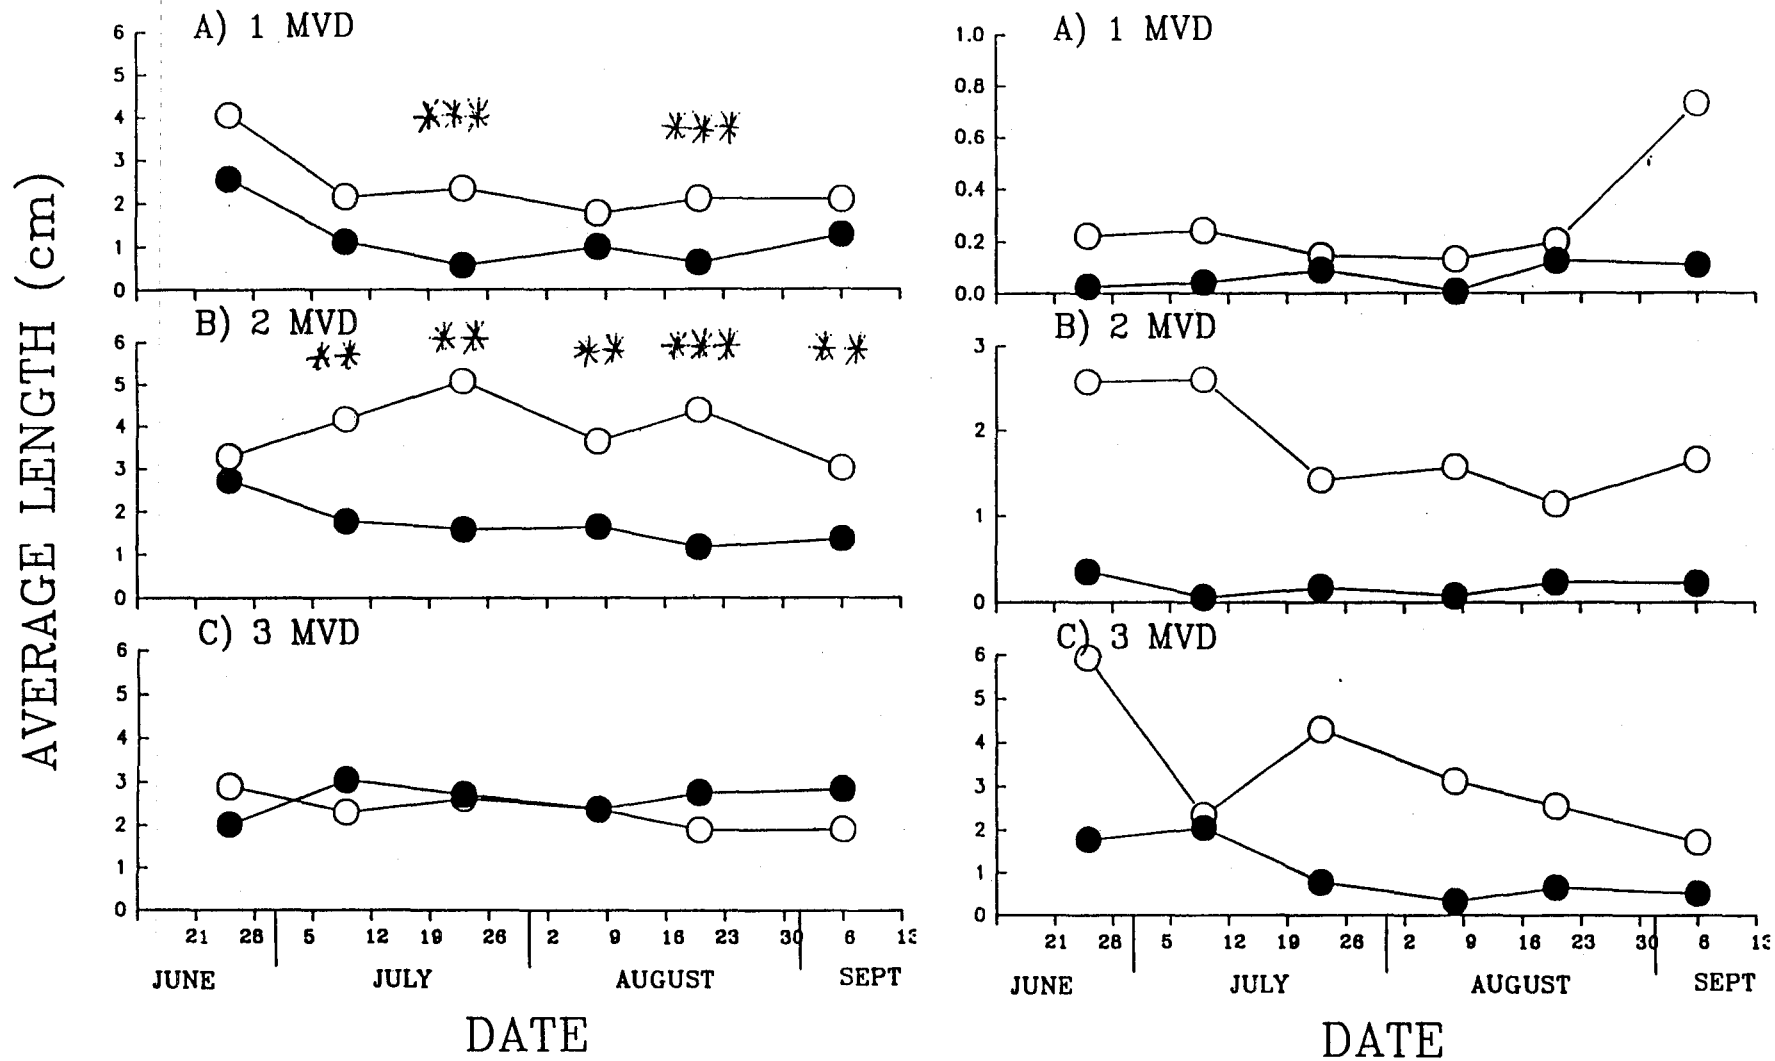 AVERAGE LENGTH (cm)
A) 1 MVD
6
5
4
3
2
1
0
*** ***
B) 2 MVD
6
5
4
3
2
1
0
** ** ** *** **
C) 3 MVD
6
5
4
3
2
1
0
21 28 5 12 19 26 2 9 16 23 30 6 13
JUNE JULY AUGUST SEPT
DATE
A) 1 MVD
1.0
0.8
0.6
0.4
0.2
0.0
B) 2 MVD
3
2
1
0
C) 3 MVD
6
5
4
3
2
1
0
21 28 5 12 19 26 2 9 16 23 30 6 13
JUNE JULY AUGUST SEPT
DATE